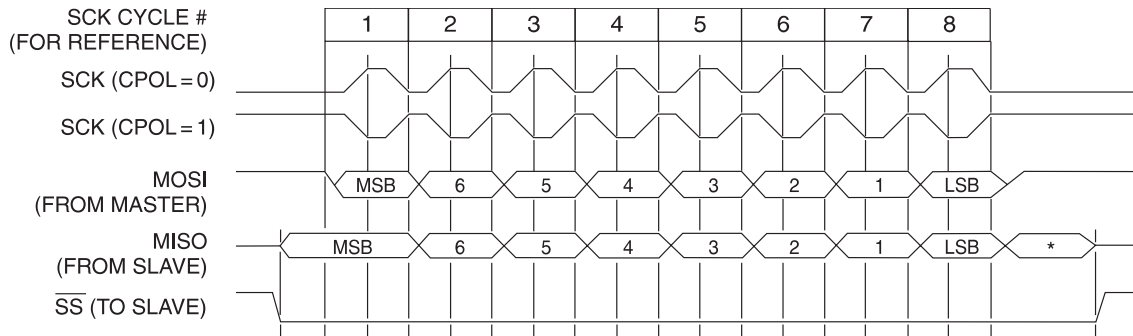 SCK CYCLE #
(FOR REFERENCE)
1 2 3 4 5 6 7 8
SCK (CPOL = 0)
SCK (CPOL = 1)
MOSI
(FROM MASTER)
MSB 6 5 4 3 2 1 LSB
MISO
(FROM SLAVE)
MSB 6 5 4 3 2 1 LSB *
SS (TO SLAVE)